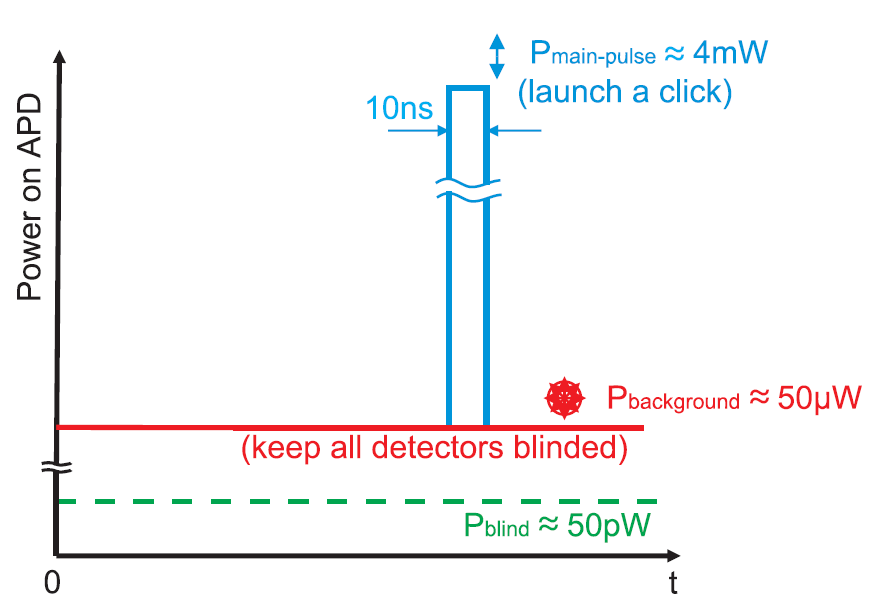 Power on APD
Pmain-pulse ≈ 4mW
(launch a click)
10ns
Pbackground ≈ 50µW
(keep all detectors blinded)
Pblind ≈ 50pW
0
t